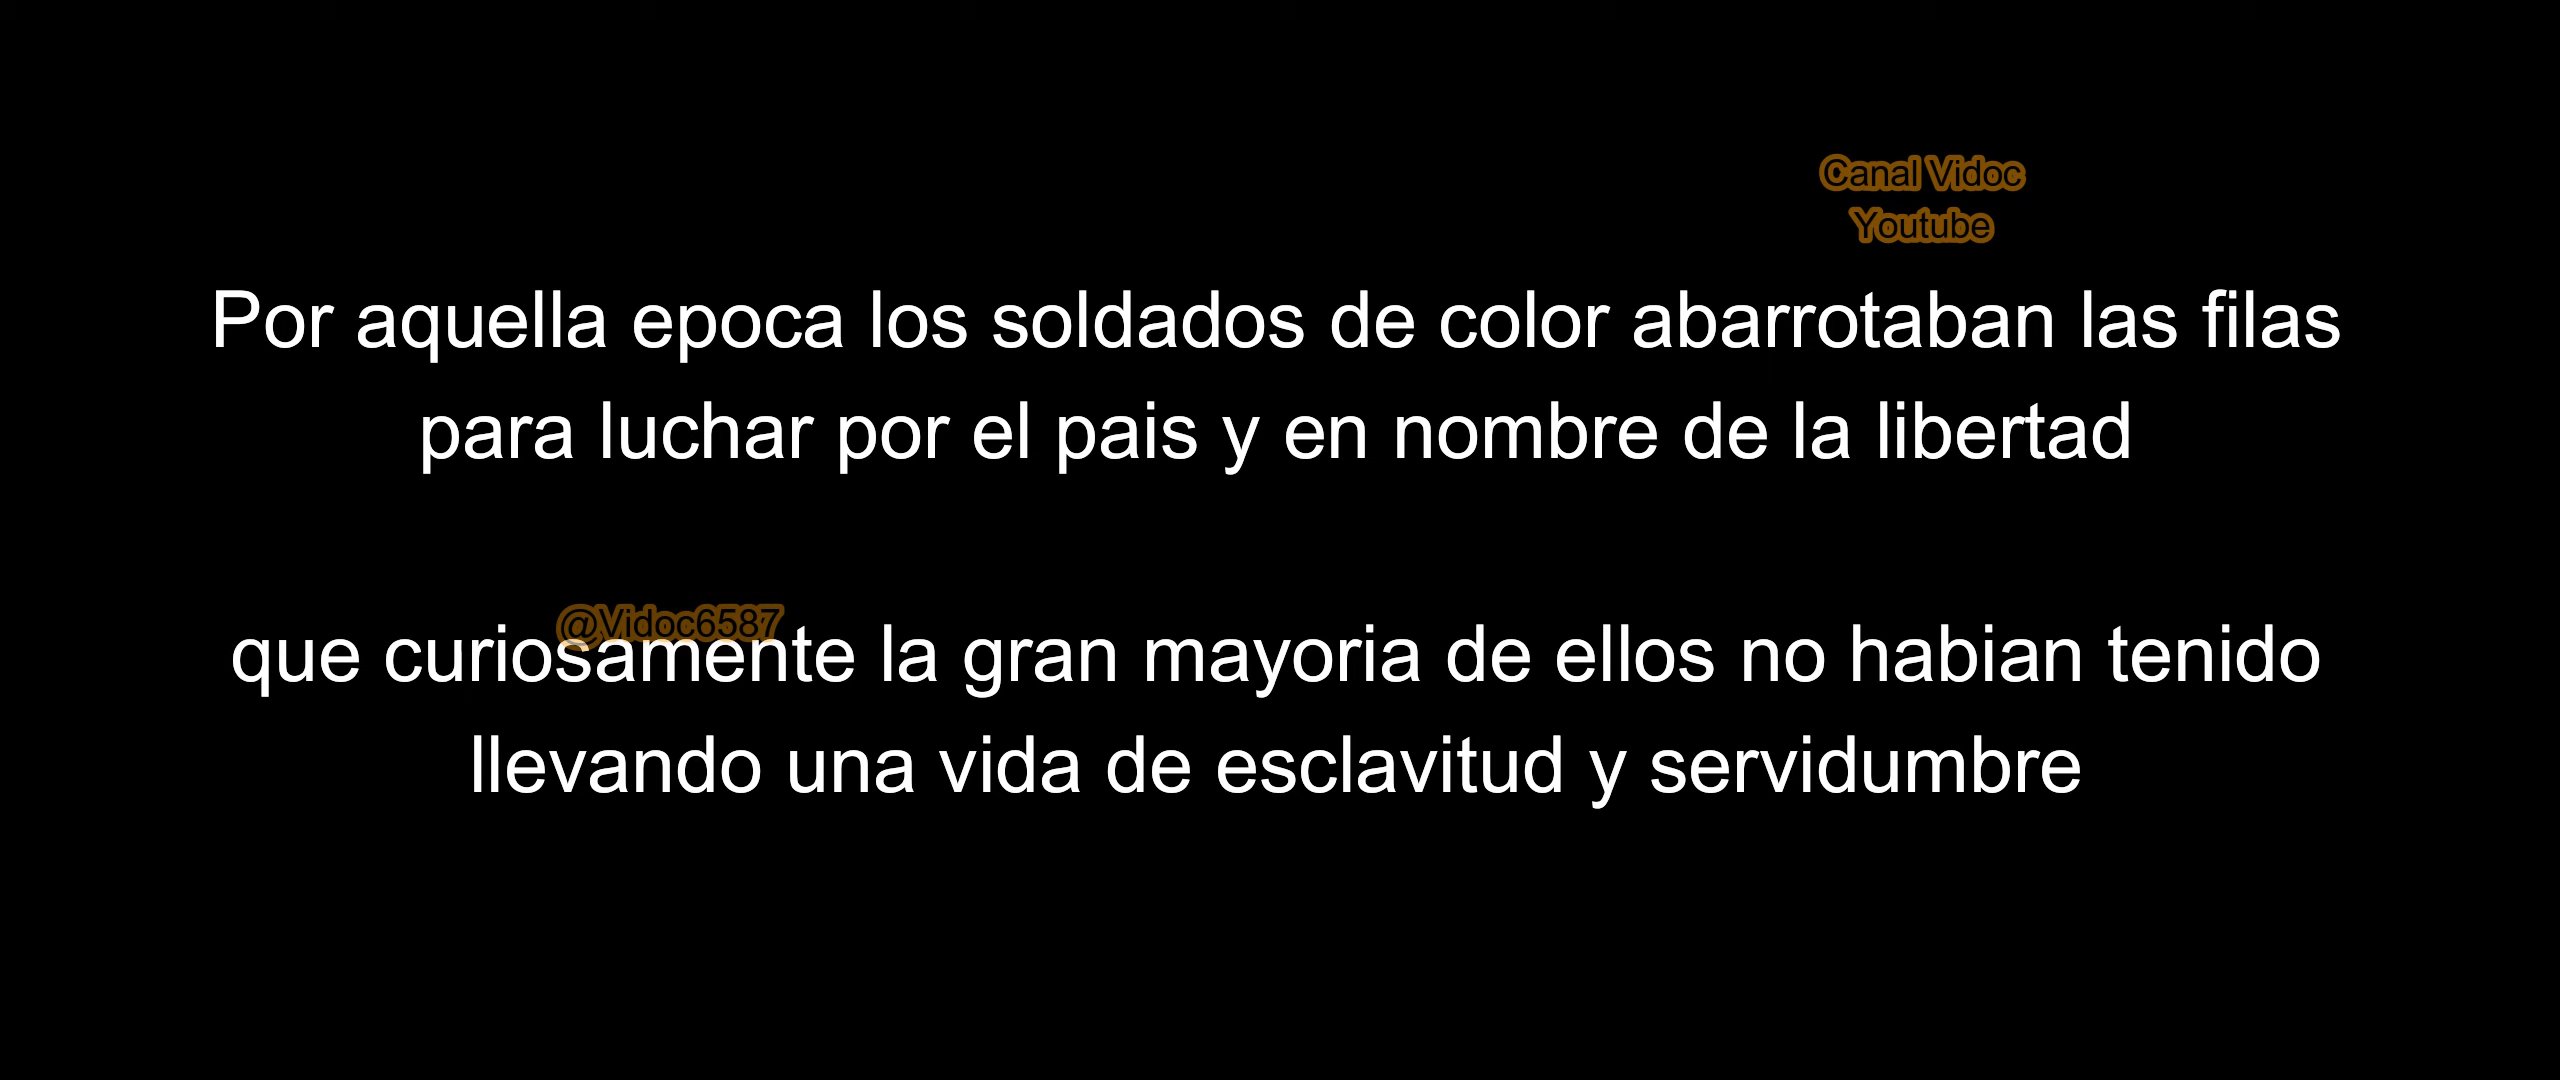 Canal Vidoc
Youtube
Por aquella epoca los soldados de color abarrotaban las filas
para luchar por el pais y en nombre de la libertad
@Vidoc6587
que curiosamente la gran mayoria de ellos no habian tenido
llevando una vida de esclavitud y servidumbre